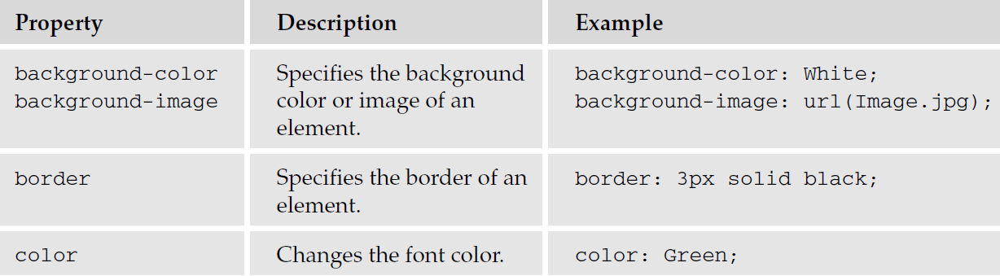 Property Description Example
background-color Specifies the background background-color: White;
background-image color or image of an background-image: url(Image.jpg);
element.
border Specifies the border of an border: 3px solid black;
element.
color Changes the font color. color: Green;